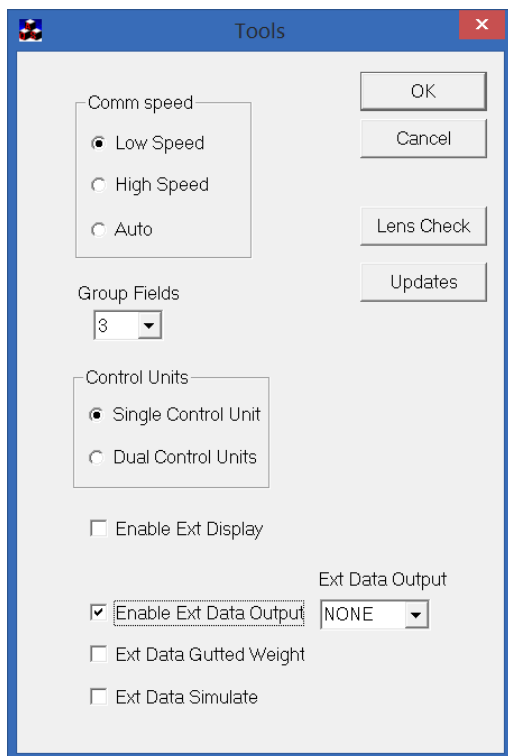 Tools
Comm speed
Low Speed
High Speed
Auto
OK
Cancel
Lens Check
Updates
Group Fields
3
Control Units
Single Control Unit
Dual Control Units
Enable Ext Display
Ext Data Output
Enable Ext Data Output
NONE
Ext Data Gutted Weight
Ext Data Simulate